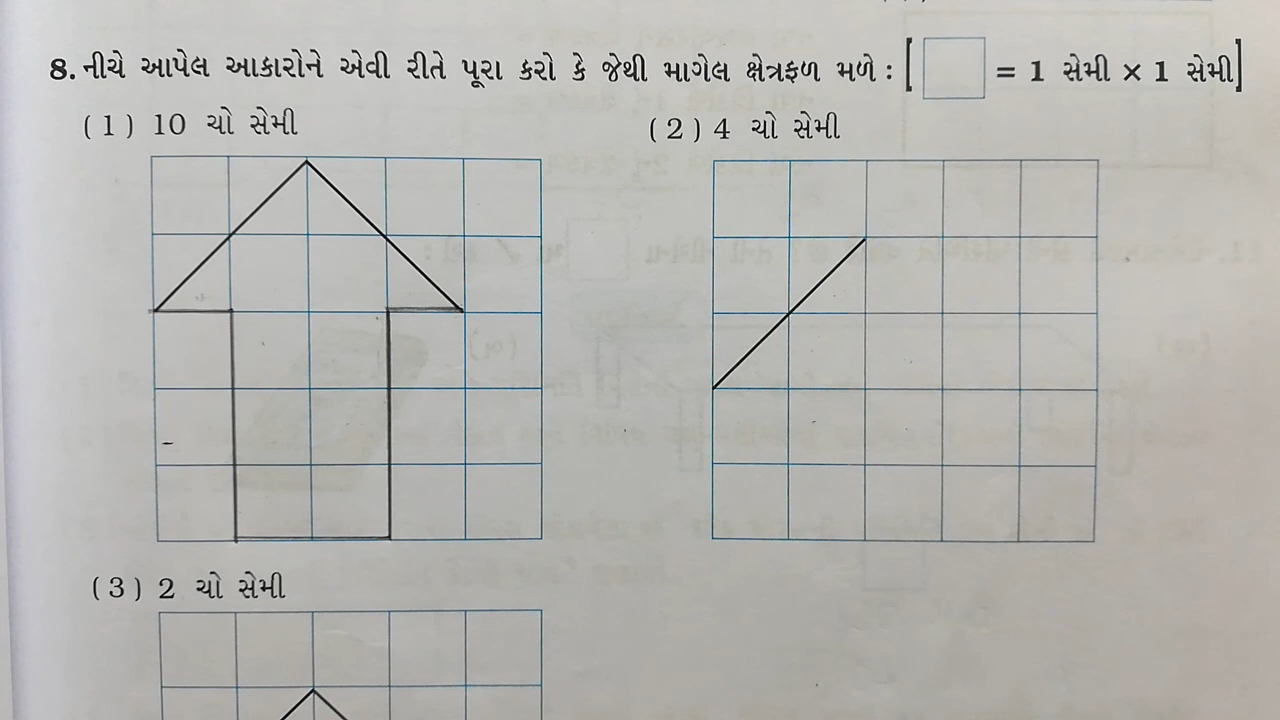 8. નીચે આપેલ આકારોને એવી રીતે પૂરા કરો કે જેથી માગેલ ક્ષેત્રફળ મળે : [ = 1 સેમી × 1 સેમી]
(1) 10 ચો સેમી
(2) 4 ચો સેમી
(3) 2 ચો સેમી